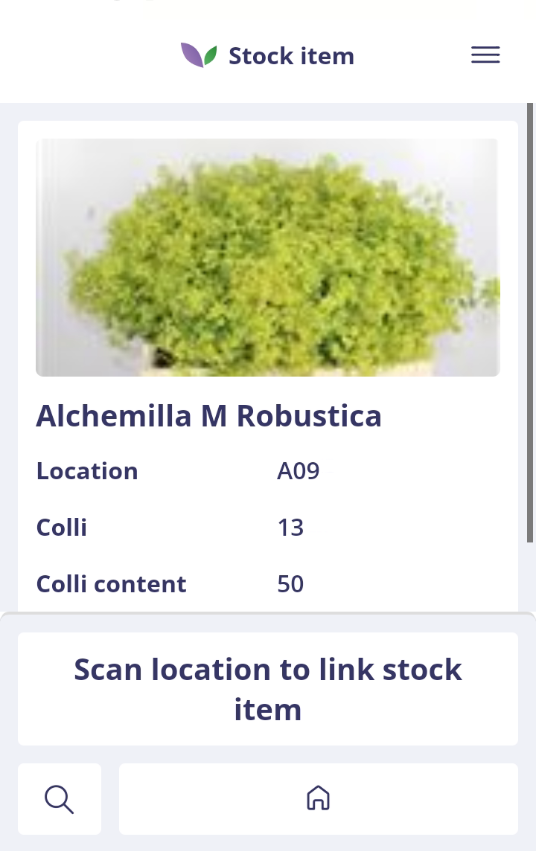 Stock item
Alchemilla M Robustica
Location A09
Colli 13
Colli content 50
Scan location to link stock
item